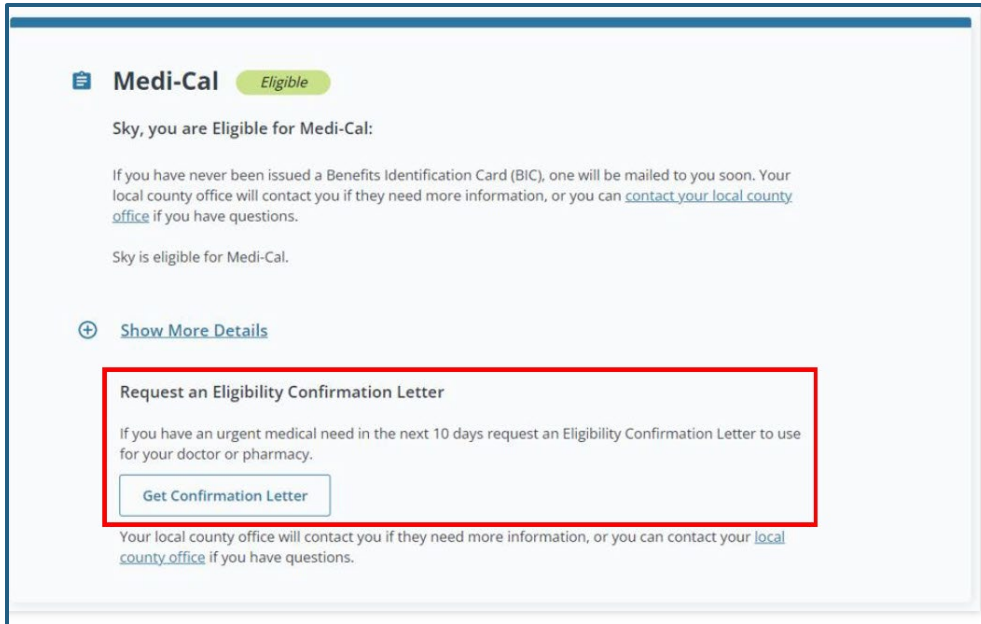 Medi-Cal Eligible
Sky, you are Eligible for Medi-Cal:
If you have never been issued a Benefits Identification Card (BIC), one will be mailed to you soon. Your
local county office will contact you if they need more information, or you can contact your local county
office if you have questions.
Sky is eligible for Medi-Cal.
Show More Details
Request an Eligibility Confirmation Letter
If you have an urgent medical need in the next 10 days request an Eligibility Confirmation Letter to use
for your doctor or pharmacy.
Get Confirmation Letter
Your local county office will contact you if they need more information, or you can contact your local
county office if you have questions.